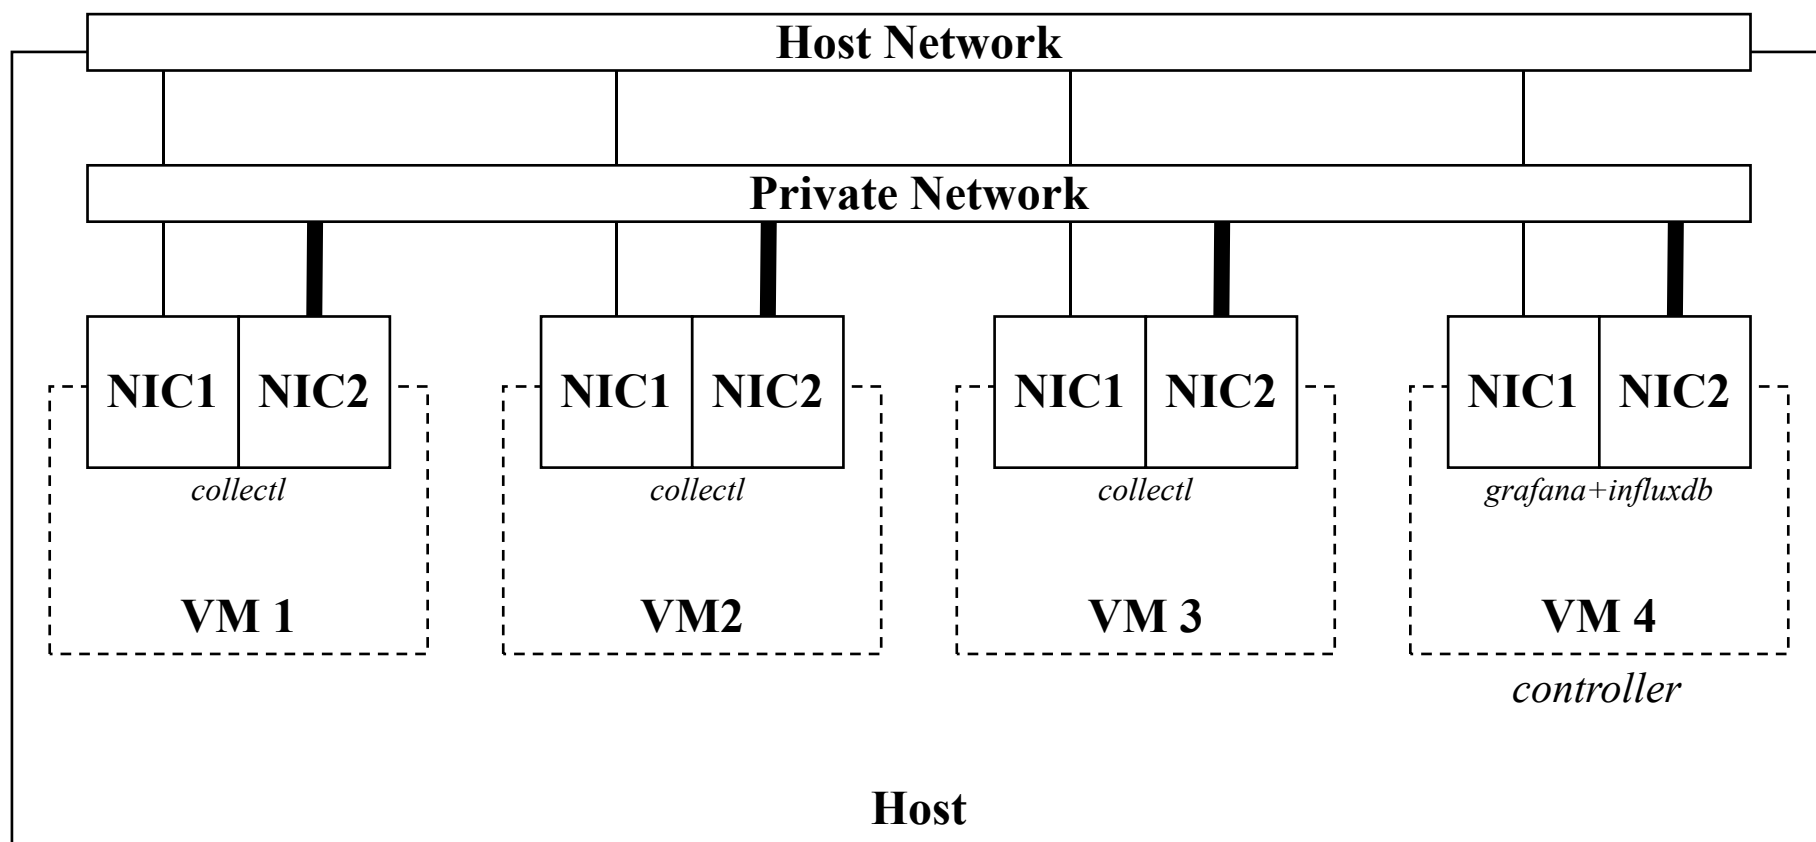 Host Network
Private Network
NIC1 NIC2 NIC1 NIC2 NIC1 NIC2 NIC1 NIC2
collectl collectl collectl grafana+influxdb
VM 1 VM2 VM 3 VM 4
controller
Host